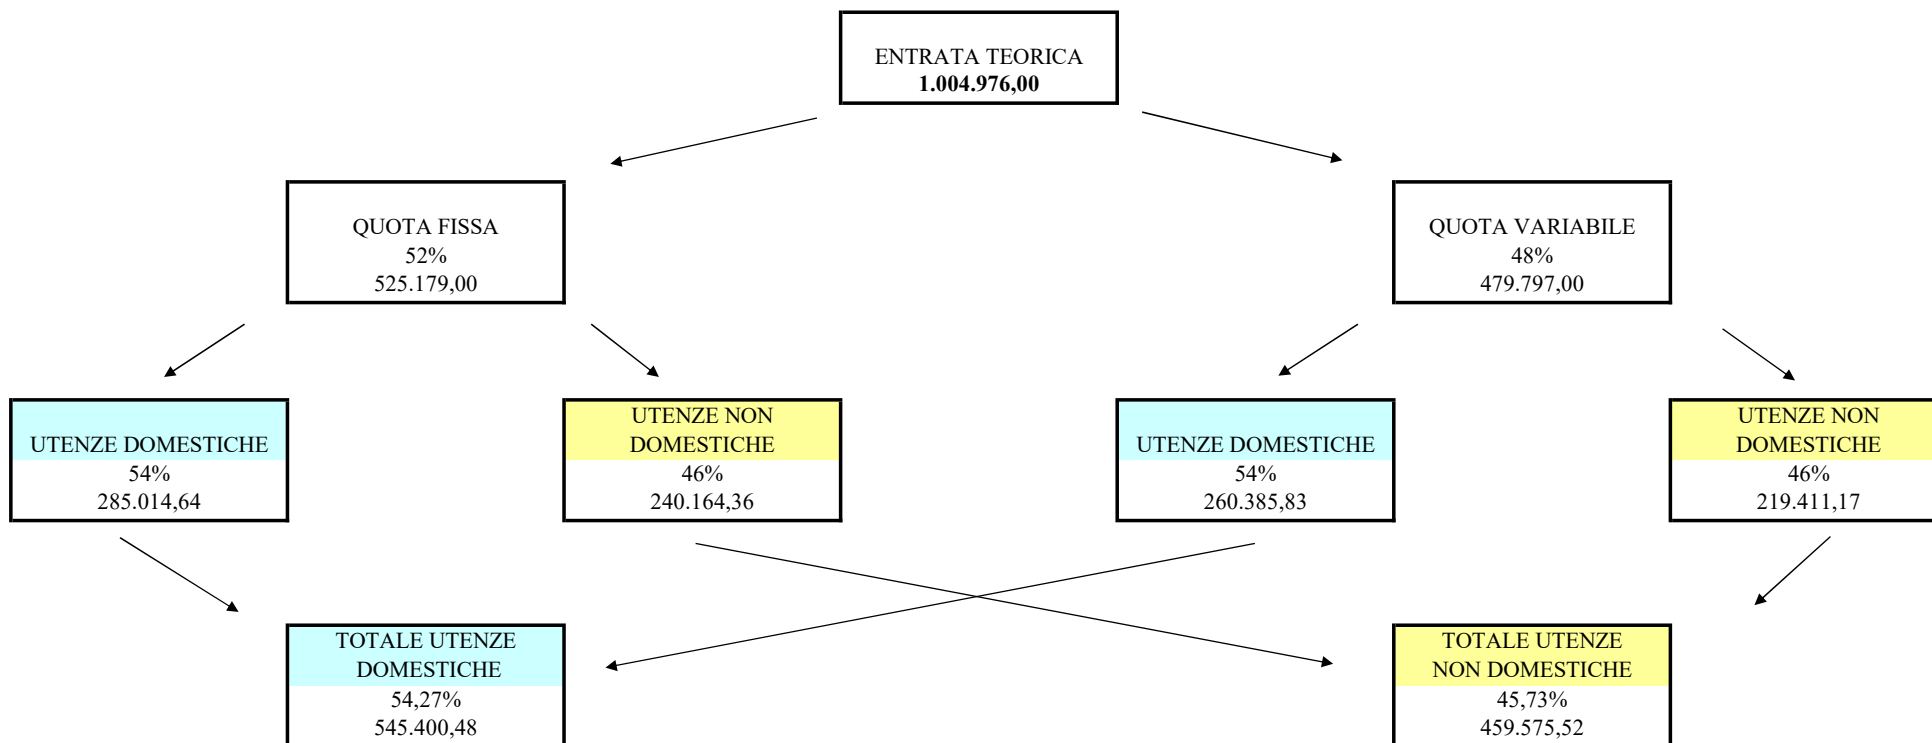 ENTRATA TEORICA
1.004.976,00
QUOTA FISSA
52%
525.179,00
QUOTA VARIABILE
48%
479.797,00
UTENZE DOMESTICHE
54%
285.014,64
UTENZE NON
DOMESTICHE
46%
240.164,36
UTENZE DOMESTICHE
54%
260.385,83
UTENZE NON
DOMESTICHE
46%
219.411,17
TOTALE UTENZE
DOMESTICHE
54,27%
545.400,48
TOTALE UTENZE
NON DOMESTICHE
45,73%
459.575,52